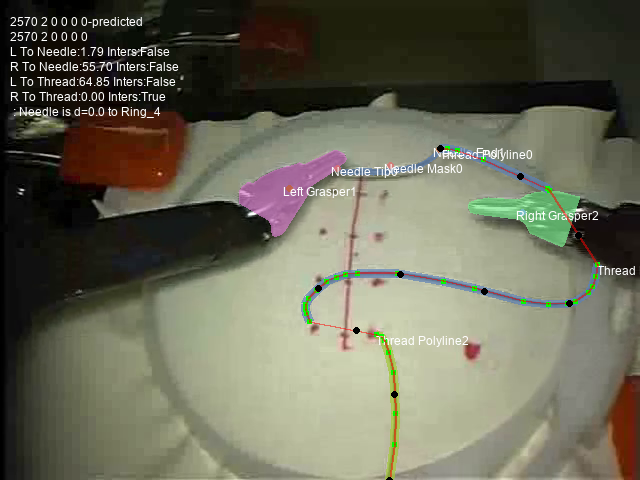 2570 2 0 0 0 0-predicted
2570 2 0 0 0 0
L To Needle:1.79 Inters:False
R To Needle:55.70 Inters:False
L To Thread:64.85 Inters:False
R To Thread:0.00 Inters:True
: Needle is d=0.0 to Ring_4
Thread Polyline0
Needle Tip0
Needle Mask0
Left Grasper1
Right Grasper2
Thread
Thread Polyline2